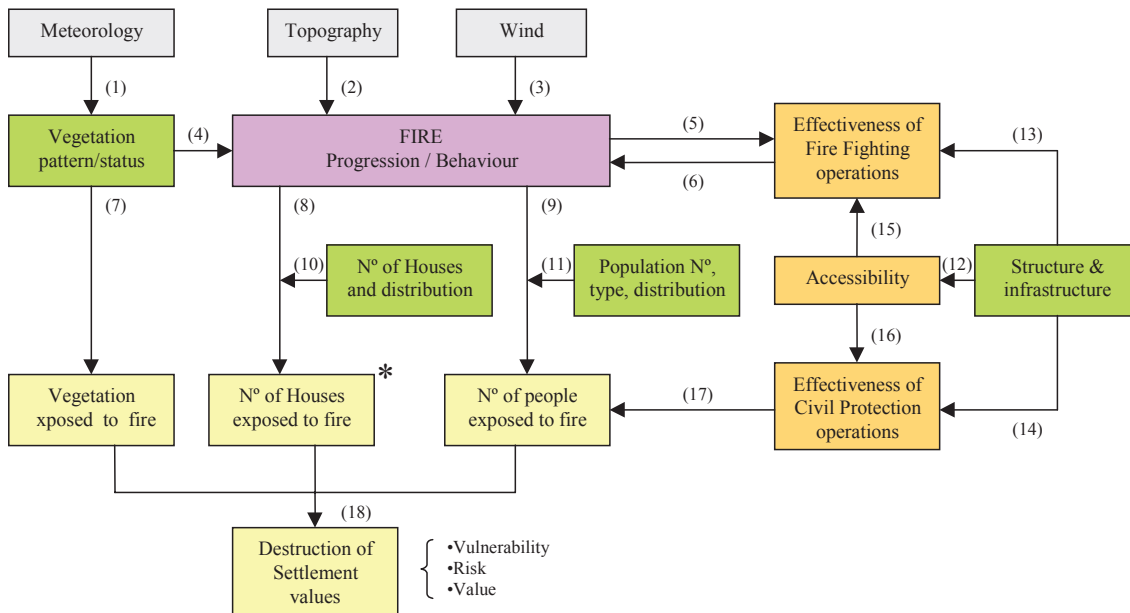 Meteorology
Topography
Wind
(1)
(2)
(3)
Vegetation
pattern/status
(4)
FIRE
Progression / Behaviour
(5)
(6)
Effectiveness of
Fire Fighting
operations
(13)
(7)
(8)
(9)
(15)
(10)
Nº of Houses
and distribution
(11)
Population Nº,
type, distribution
Accessibility
(12)
Structure &
infrastructure
(16)
*
Vegetation
xposed to fire
Nº of Houses
exposed to fire
Nº of people
exposed to fire
(17)
Effectiveness of
Civil Protection
operations
(14)
(18)
Destruction of
Settlement
values
•Vulnerability
•Risk
•Value